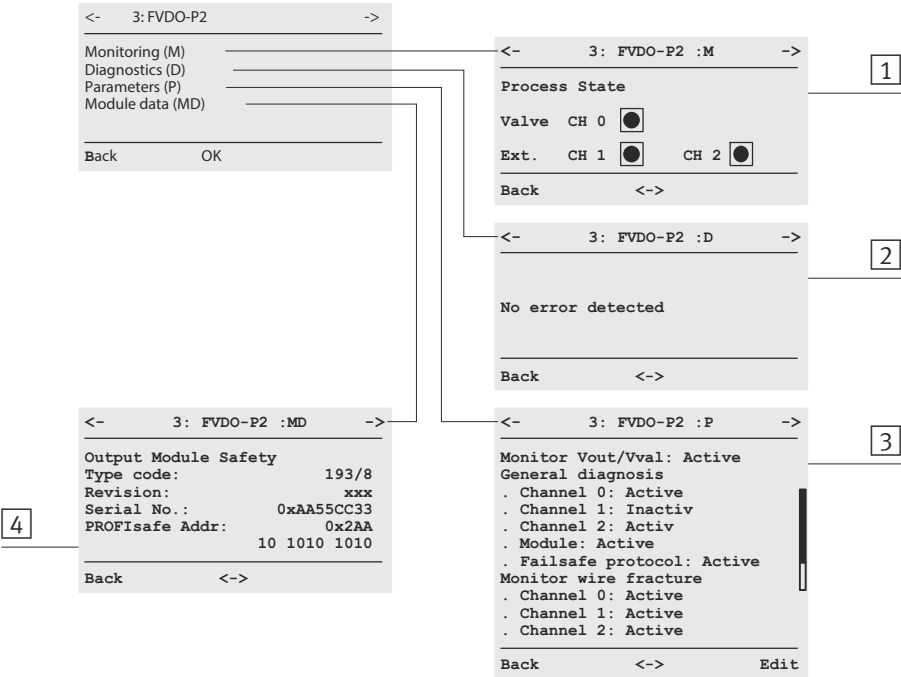 <- 3: FVDO-P2 ->
Monitoring (M)
Diagnostics (D)
Parameters (P)
Module data (MD)
Back OK
<- 3: FVDO-P2 :M ->
Process State
Valve CH 0
Ext. CH 1 CH 2
Back <->
1
<- 3: FVDO-P2 :D ->
No error detected
Back <->
2
<- 3: FVDO-P2 :P ->
Monitor Vout/Vval: Active
General diagnosis
. Channel 0: Active
. Channel 1: Inactiv
. Channel 2: Activ
. Module: Active
. Failsafe protocol: Active
Monitor wire fracture
. Channel 0: Active
. Channel 1: Active
. Channel 2: Active
Back <-> Edit
3
<- 3: FVDO-P2 :MD ->
Output Module Safety
Type code: 193/8
Revision: xxx
Serial No.: 0xAA55CC33
PROFIsafe Addr: 0x2AA
10 1010 1010
Back <->
4